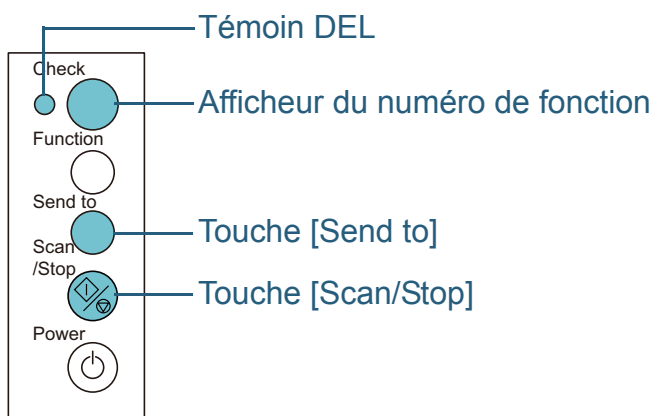 Témoin DEL
Check
Afficheur du numéro de fonction
Function
Send to
Touche [Send to]
Scan
/Stop
Touche [Scan/Stop]
Power